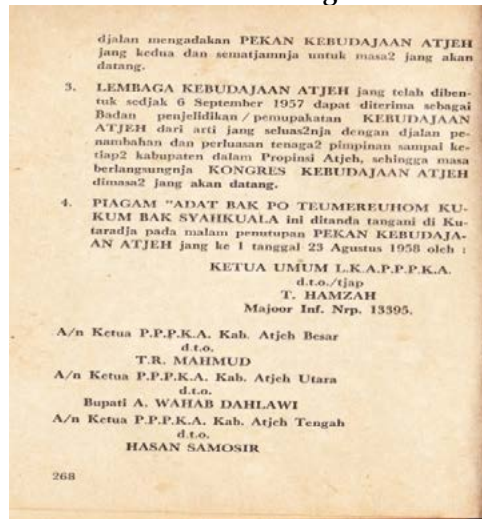 djalan mengadakan PEKAN KEBUDAJAAN ATJEH
jang kedua dan sematjamnja untuk masa2 jang akan
datang.
3. LEMBAGA KEBUDAJAAN ATJEH jang telah diben-
tuk sedjak 6 September 1957 dapat diterima sebagai
Badan penjelidikan / pemupakatan KEBUDAJAAN
ATJEH dari arti jang seluas2nja dengan djalan pe-
nambahan dan perluasan tenaga2 pimpinan sampai ke-
tiap2 kabupaten dalam Propinsi Atjeh, sehingga masa
berlangsungnja KONGRES KEBUDAJAAN ATJEH
dimasa2 jang akan datang.
4. PIAGAM "ADAT BAK PO TEUMEREUHOM KU-
KUM BAK SYAHKUALA ini ditanda tangani di Ku-
taradja pada malam penutupan PEKAN KEBUDAJA-
AN ATJEH jang ke 1 tanggal 23 Agustus 1958 oleh :
KETUA UMUM L.K.A.P.P.P.K.A.
d.t.o./tjap
T. HAMZAH
Majoor Inf. Nrp. 13395.
A/n Ketua P.P.P.K.A. Kab. Atjeh Besar
d.t.o.
T.R. MAHMUD
A/n Ketua P.P.P.K.A. Kab. Atjeh Utara
d.t.o.
Bupati A. WAHAB DAHLAWI
A/n Ketua P.P.P.K.A. Kab. Atjeh Tengah
d.t.o.
HASAN SAMOSIR
268